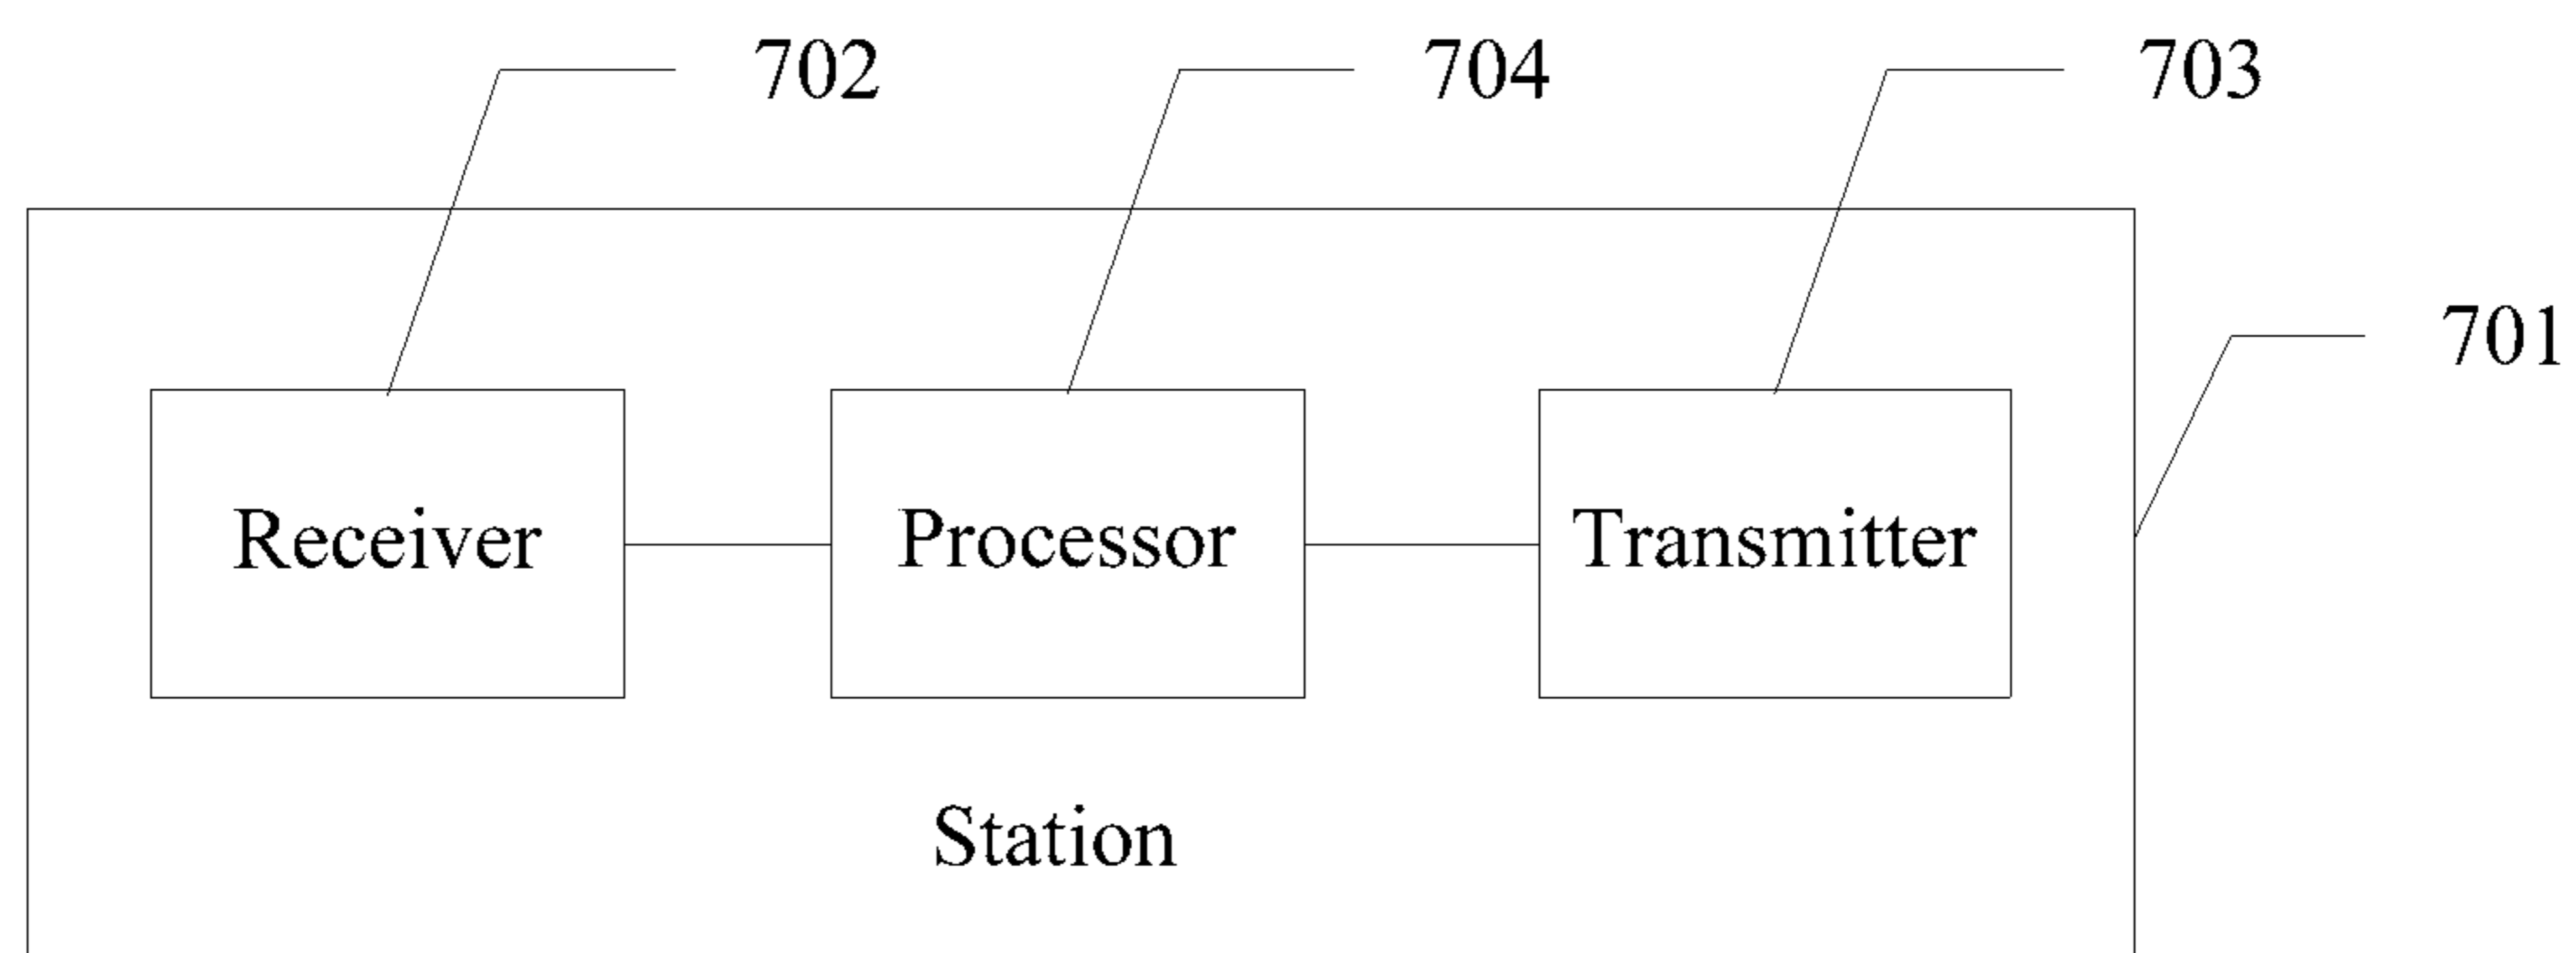 702 704 703
701
Receiver Processor Transmitter
Station